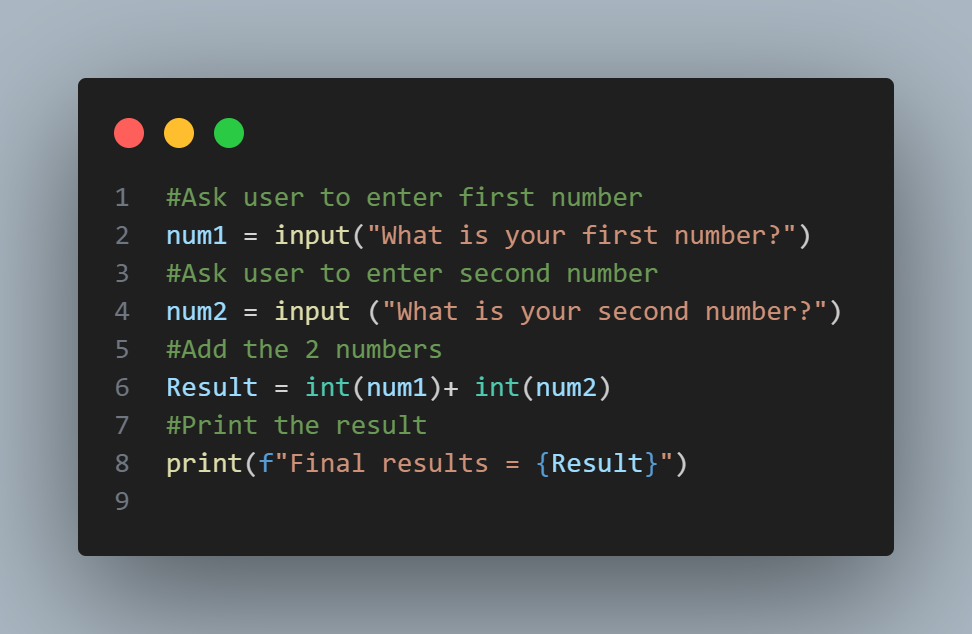 1 #Ask user to enter first number
2 num1 = input("What is your first number?")
3 #Ask user to enter second number
4 num2 = input ("What is your second number?")
5 #Add the 2 numbers
6 Result = int(num1)+ int(num2)
7 #Print the result
8 print(f"Final results = {Result}")
9